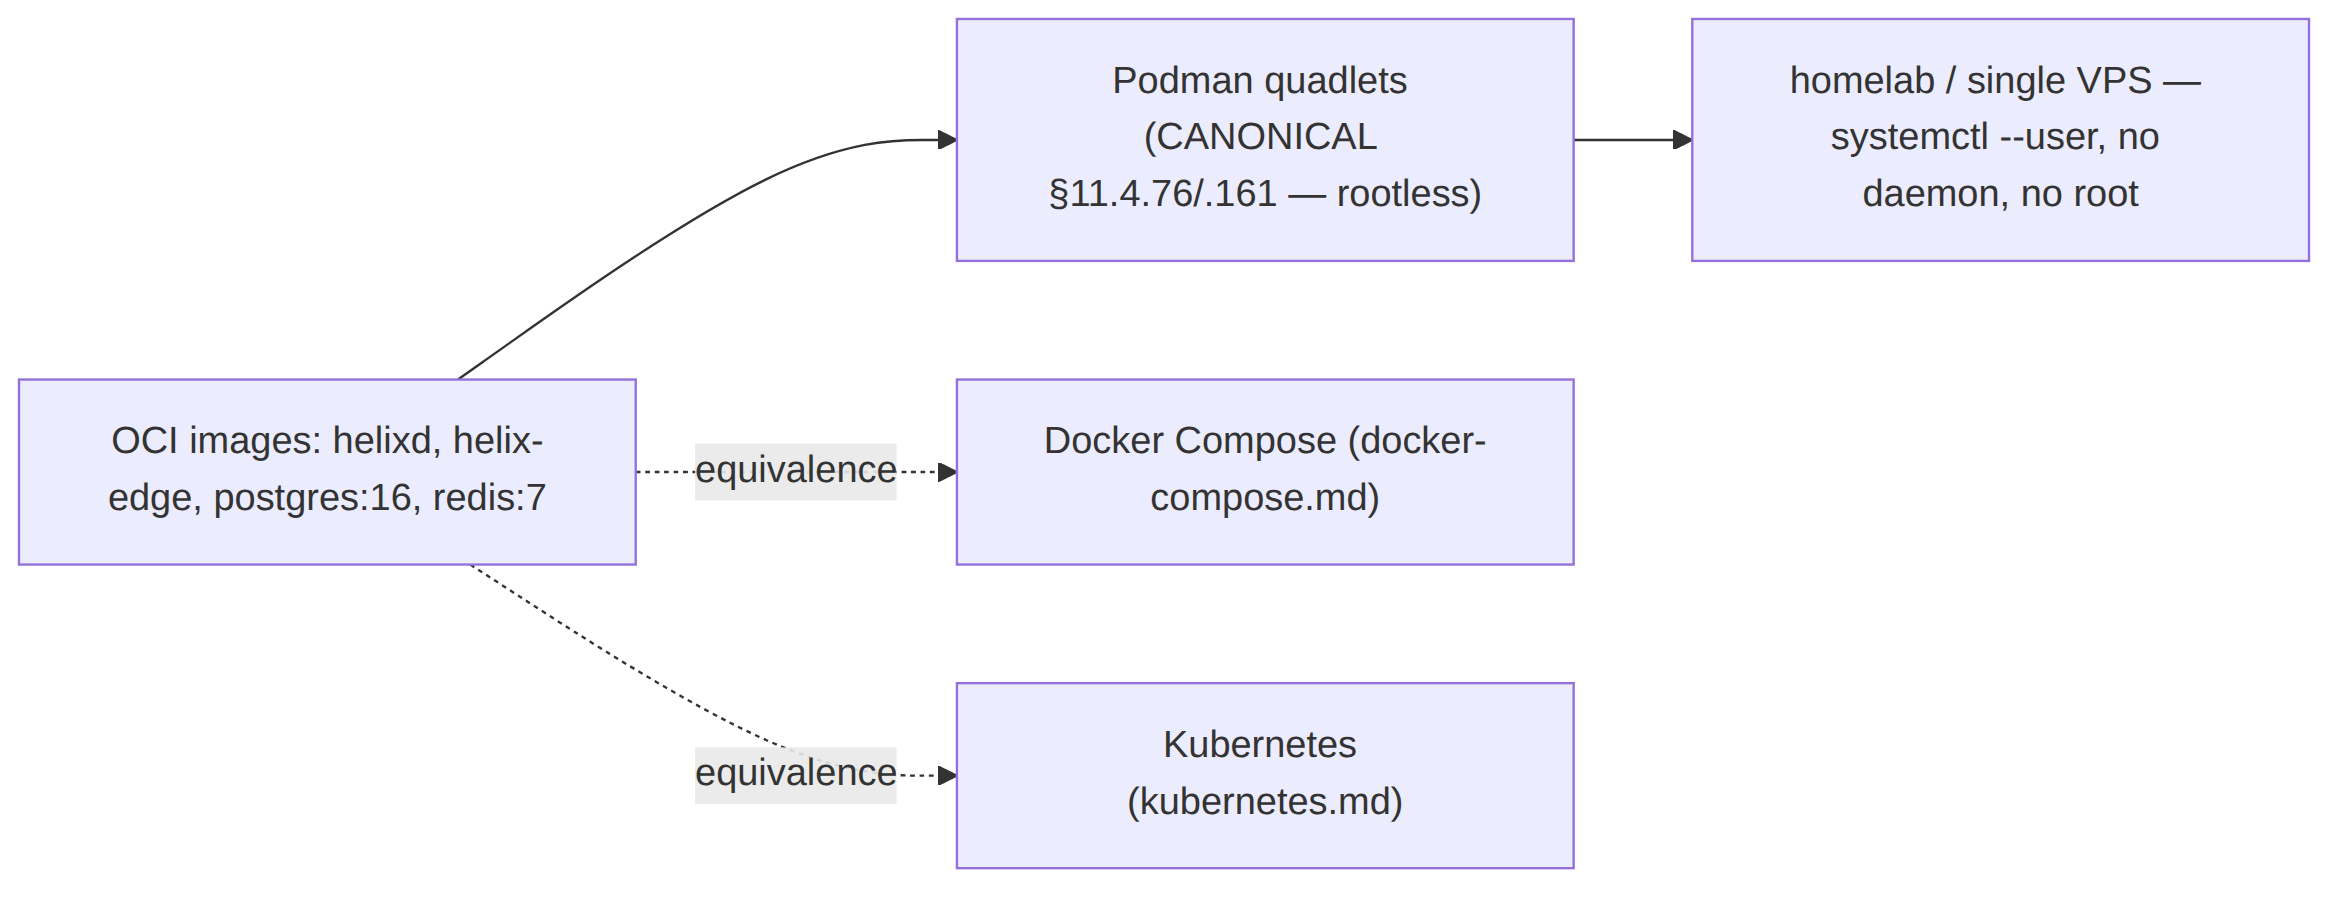 Podman quadlets
(CANONICAL
§11.4.76/.161 — rootless)
homelab / single VPS —
systemctl --user, no
daemon, no root
OCI images: helixd, helix-
edge, postgres:16, redis:7
equivalence
Docker Compose (docker-
compose.md)
equivalence
Kubernetes
(kubernetes.md)